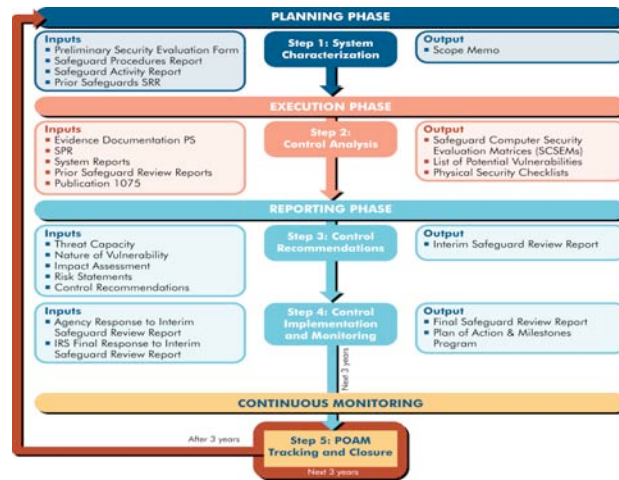 PLANNING PHASE
Inputs
Preliminary Security Evaluation Form
Safeguard Procedures Report
Safeguard Activity Report
Prior Safeguards SRR
Step 1: System
Characterization
Output
Scope Memo
EXECUTION PHASE
Inputs
Evidence Documentation PS
SPR
System Reports
Prior Safeguard Review Reports
Publication 1075
Step 2:
Control Analysis
Output
Safeguard Computer Security
Evaluation Matrices (SCSEMs)
List of Potential Vulnerabilities
Physical Security Checklists
REPORTING PHASE
Inputs
Threat Capacity
Nature of Vulnerability
Impact Assessment
Risk Statements
Control Recommendations
Step 3: Control
Recommendations
Output
Interim Safeguard Review Report
Inputs
Agency Response to Interim
Safeguard Review Report
IRS Final Response to Interim
Safeguard Review Report
Step 4: Control
Implementation
and Monitoring
Output
Final Safeguard Review Report
Plan of Action & Milestones
Program
Next 3 years
CONTINUOUS MONITORING
After 3 years
Step 5: POAM
Tracking and Closure
Next 3 years